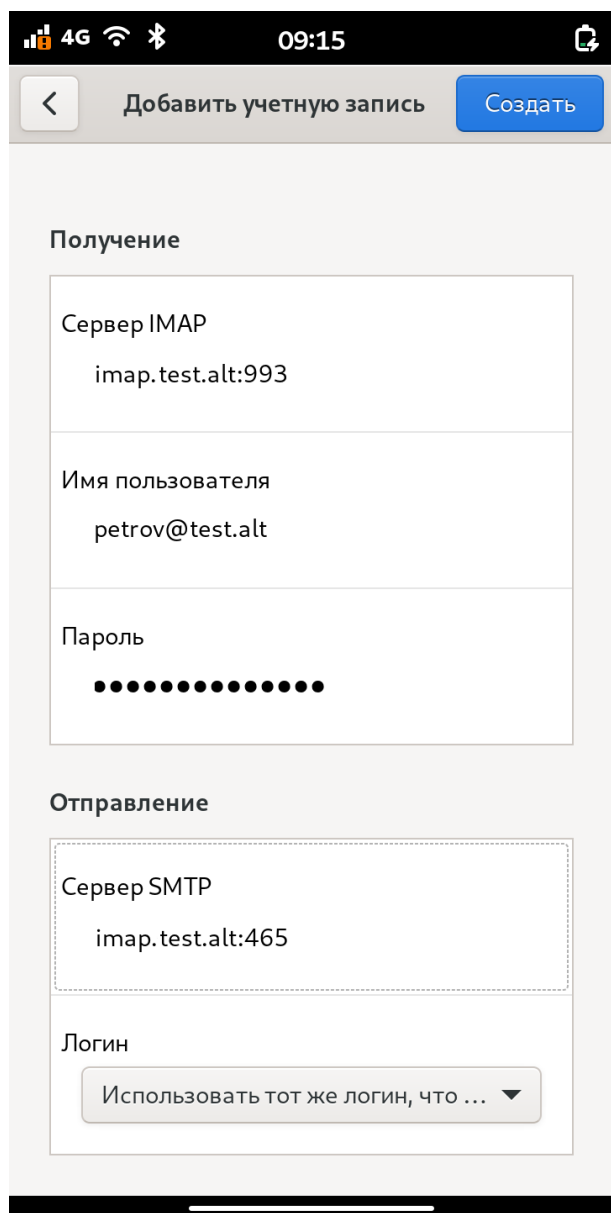 4G 09:15
Добавить учетную запись Создать
Получение
Сервер IMAP
imap.test.alt:993
Имя пользователя
petrov@test.alt
Пароль
●●●●●●●●●●●●●●
Отправление
Сервер SMTP
imap.test.alt:465
Логин
Использовать тот же логин, что ...